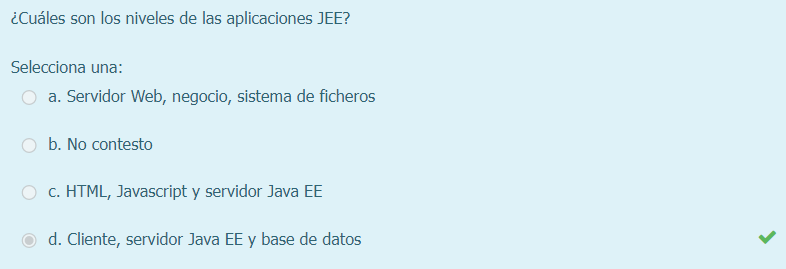 ¿Cuáles son los niveles de las aplicaciones JEE?
Selecciona una:
a. Servidor Web, negocio, sistema de ficheros
b. No contesto
c. HTML, Javascript y servidor Java EE
d. Cliente, servidor Java EE y base de datos